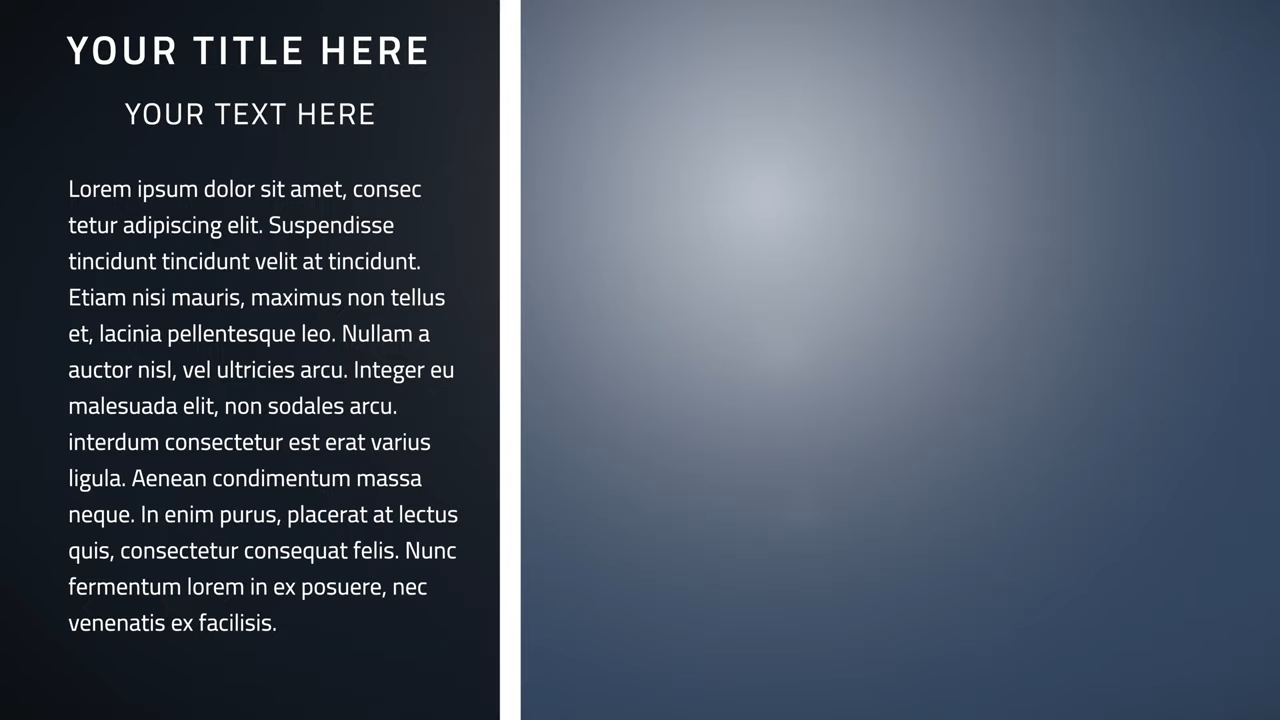 YOUR TITLE HERE
YOUR TEXT HERE
Lorem ipsum dolor sit amet, consec
tetur adipiscing elit. Suspendisse
tincidunt tincidunt velit at tincidunt.
Etiam nisi mauris, maximus non tellus
et, lacinia pellentesque leo. Nullam a
auctor nisl, vel ultricies arcu. Integer eu
malesuada elit, non sodales arcu.
interdum consectetur est erat varius
ligula. Aenean condimentum massa
neque. In enim purus, placerat at lectus
quis, consectetur consequat felis. Nunc
fermentum lorem in ex posuere, nec
venenatis ex facilisis.